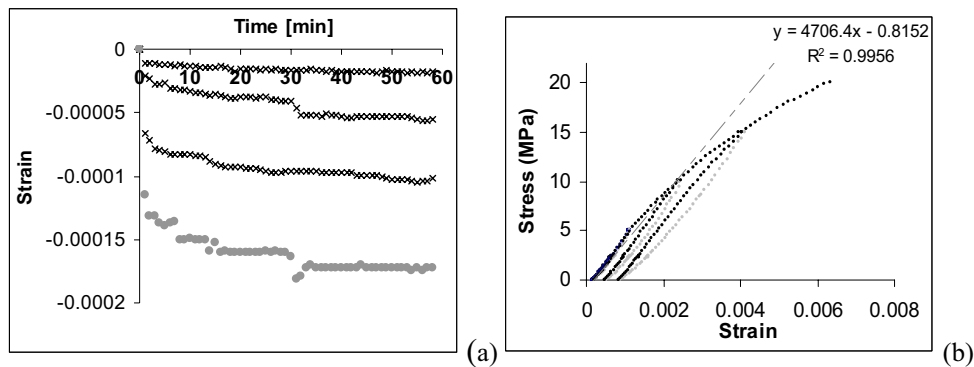 Time [min]
0
0 10 20 30 40 50 60
-0.00005
-0.0001
-0.00015
-0.0002
Strain
(a)
y = 4706.4x - 0.8152
R² = 0.9956
20
15
10
5
0
Stress (MPa)
0 0.002 0.004 0.006 0.008
Strain
(b)